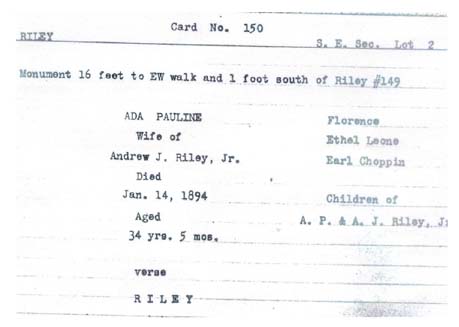 Card No. 150
RILEY
S. E. Sec. Lot 2
Monument 16 feet to EW walk and 1 foot south of Riley #149
ADA PAULINE
Wife of
Andrew J. Riley, Jr.
Died
Jan. 14, 1894
Aged
34 yrs. 5 mos.
verse
RILEY
Florence
Ethel Leone
Earl Choppin
Children of
A. P. & A. J. Riley, J